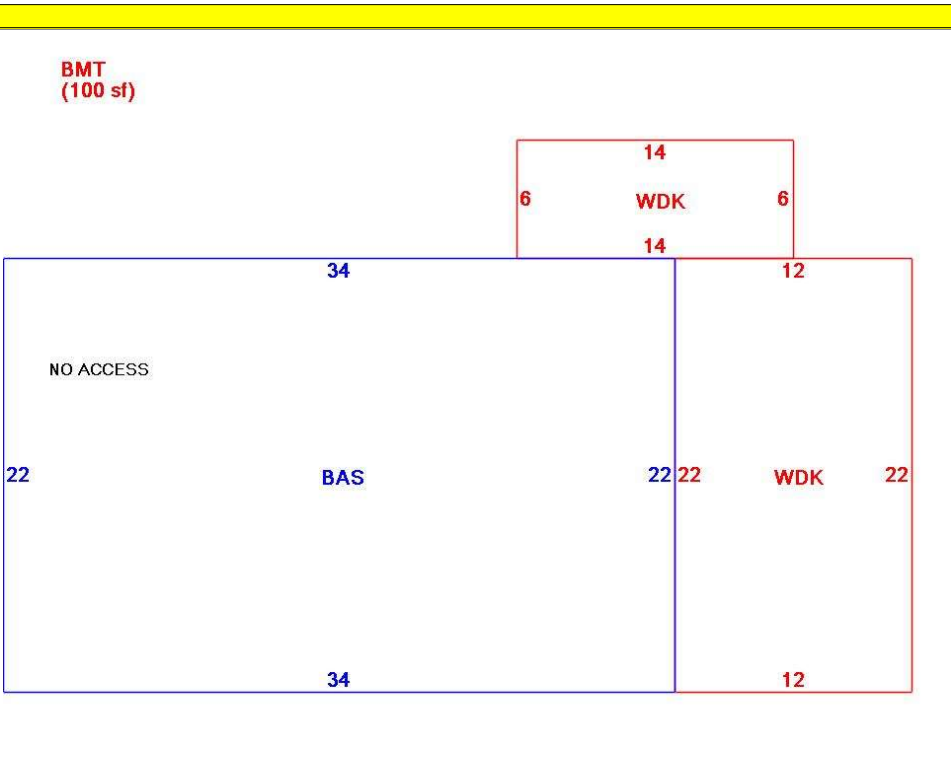 BMT
(100 sf)
14
6 WDK 6
14
34 12
NO ACCESS
22 BAS 22 22 WDK 22
34 12